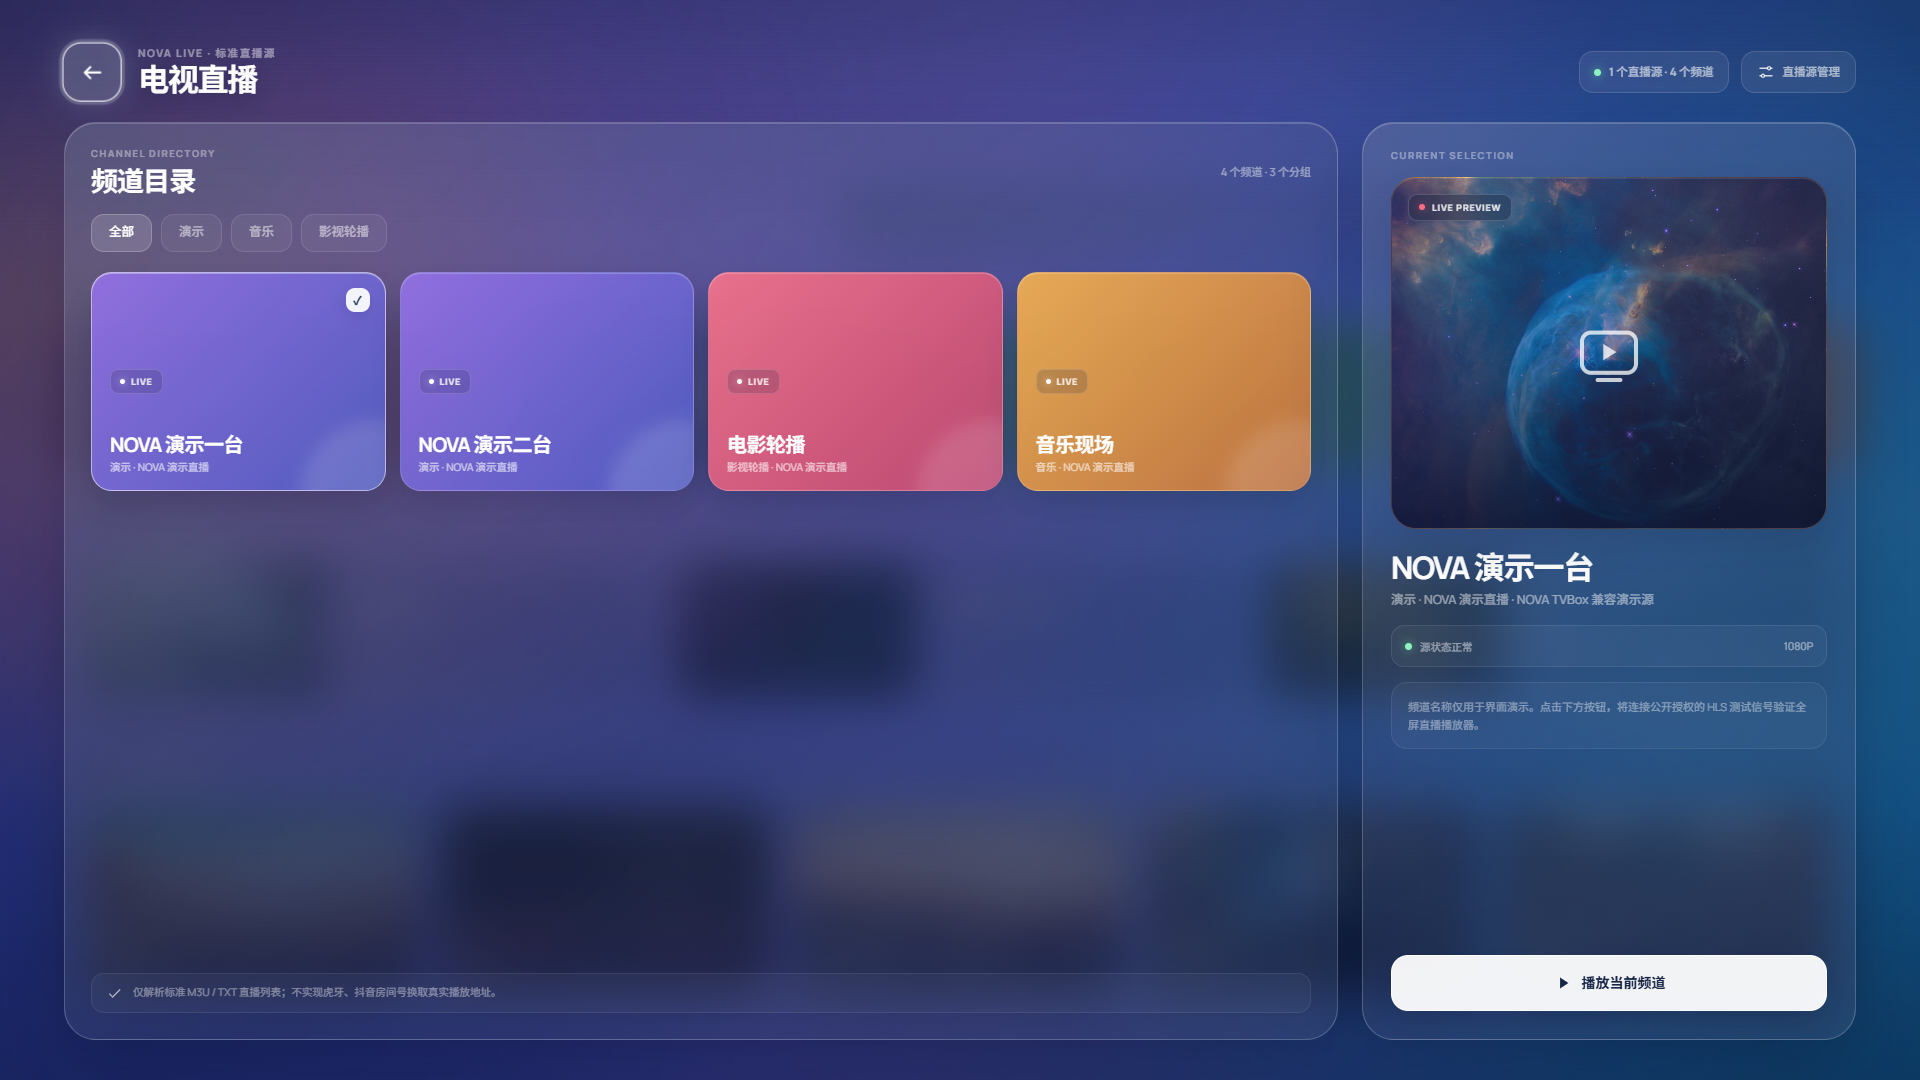 NOVA LIVE · 标准直播源
电视直播
1 个直播源 · 4 个频道
直播源管理
CHANNEL DIRECTORY
频道目录
4 个频道 · 3 个分组
全部
演示
音乐
影视轮播
LIVE
NOVA 演示一台
演示 · NOVA 演示直播
LIVE
NOVA 演示二台
演示 · NOVA 演示直播
LIVE
电影轮播
影视轮播 · NOVA 演示直播
LIVE
音乐现场
音乐 · NOVA 演示直播
仅解析标准 M3U / TXT 直播列表；不实现虎牙、抖音房间号换取真实播放地址。
CURRENT SELECTION
LIVE PREVIEW
NOVA 演示一台
演示 · NOVA 演示直播 · NOVA TVBox 兼容演示源
源状态正常
1080P
频道名称仅用于界面演示。点击下方按钮，将连接公开授权的 HLS 测试信号验证全
屏直播播放器。
播放当前频道